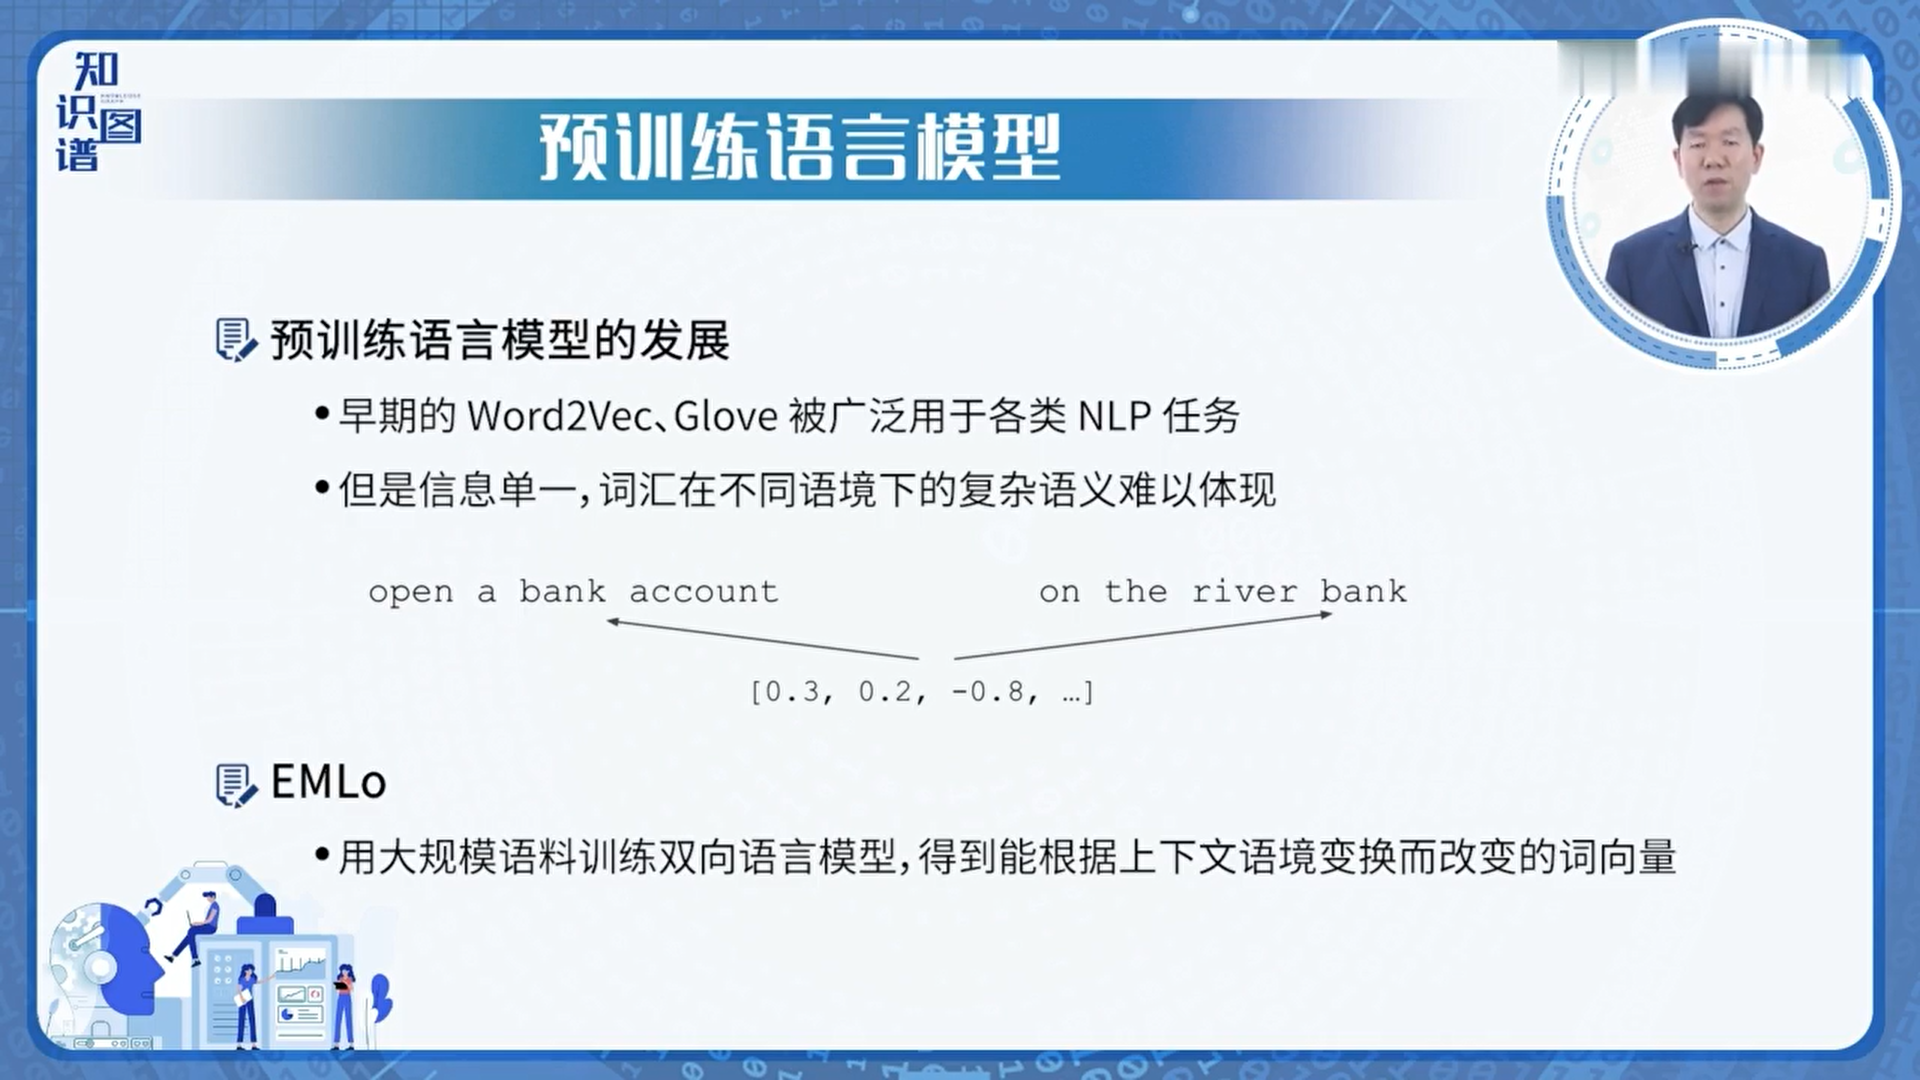 知
识图
谱
预训练语言模型
预训练语言模型的发展
•早期的 Word2Vec、Glove 被广泛用于各类 NLP 任务
•但是信息单一，词汇在不同语境下的复杂语义难以体现
open a bank account
on the river bank
[0.3, 0.2, -0.8, …]
EMLo
•用大规模语料训练双向语言模型，得到能根据上下文语境变换而改变的词向量